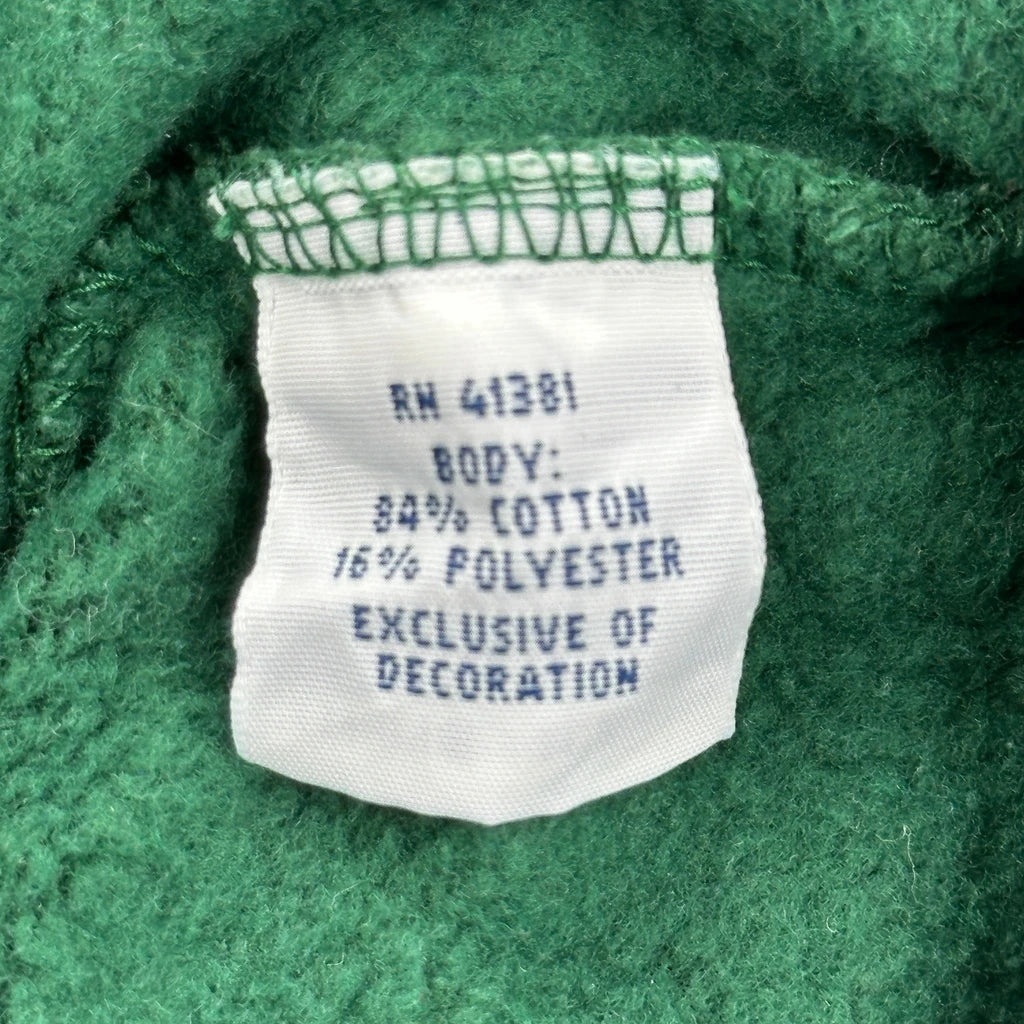 RN 41381
BODY:
84% COTTON
16% POLYESTER
EXCLUSIVE OF
DECORATION